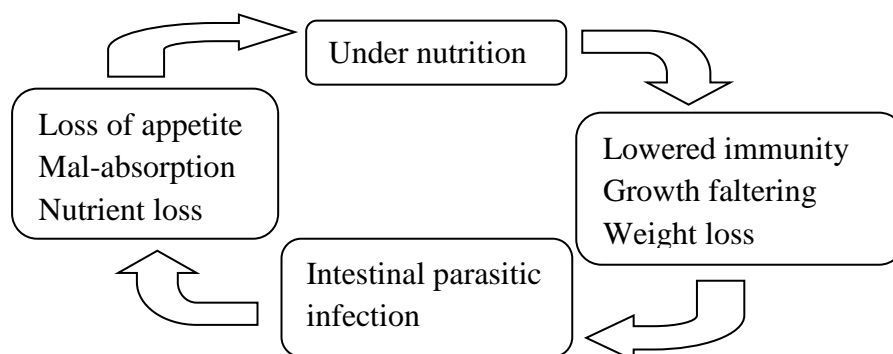 Under nutrition
Loss of appetite
Mal-absorption
Nutrient loss
Lowered immunity
Growth faltering
Weight loss
Intestinal parasitic
infection